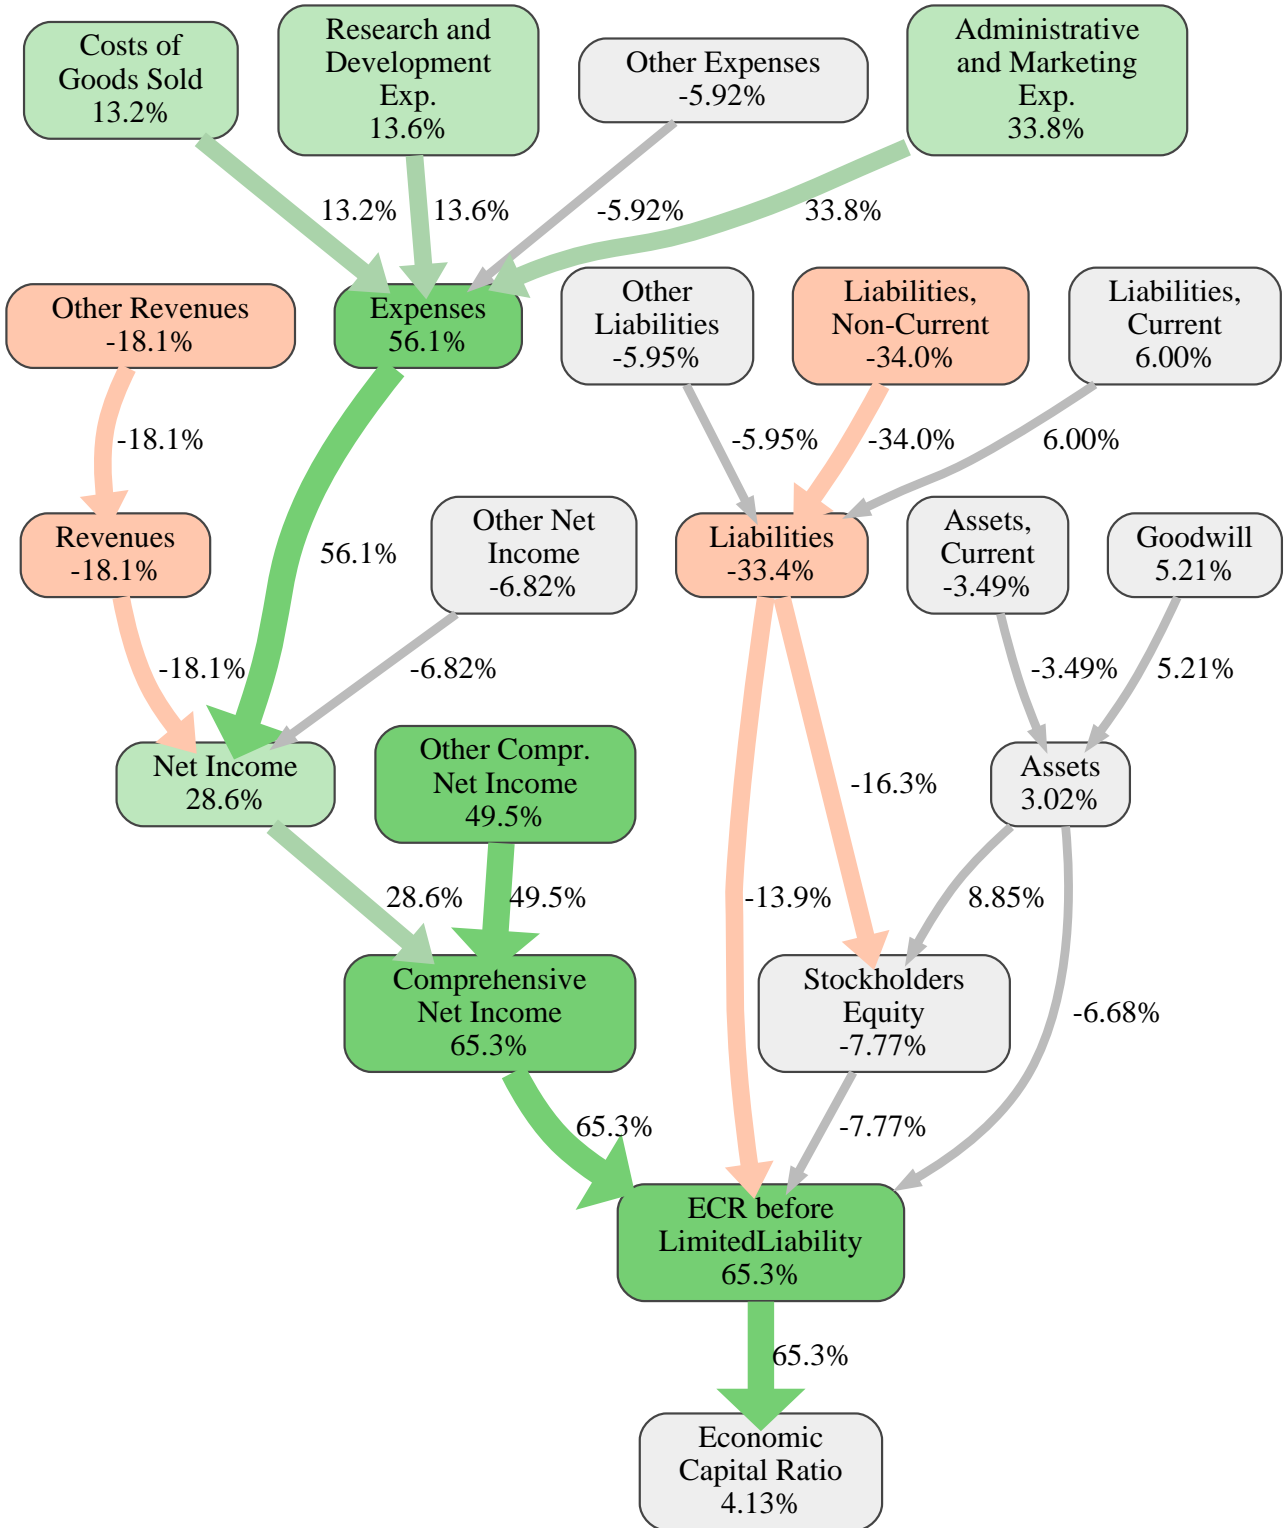 Costs of
Goods Sold
13.2%
Research and
Development
Exp.
13.6%
Other Expenses
-5.92%
Administrative
and Marketing
Exp.
33.8%
13.2%
13.6%
-5.92%
33.8%
Other Revenues
-18.1%
Expenses
56.1%
Other
Liabilities
-5.95%
Liabilities,
Non-Current
-34.0%
Liabilities,
Current
6.00%
-18.1%
-5.95%
-34.0%
6.00%
Revenues
-18.1%
56.1%
Other Net
Income
-6.82%
Liabilities
-33.4%
Assets,
Current
-3.49%
Goodwill
5.21%
-18.1%
-6.82%
-3.49%
5.21%
Net Income
28.6%
Other Compr.
Net Income
49.5%
-16.3%
Assets
3.02%
28.6%
49.5%
-13.9%
8.85%
Comprehensive
Net Income
65.3%
Stockholders
Equity
-7.77%
-6.68%
65.3%
-7.77%
ECR before
LimitedLiability
65.3%
65.3%
Economic
Capital Ratio
4.13%